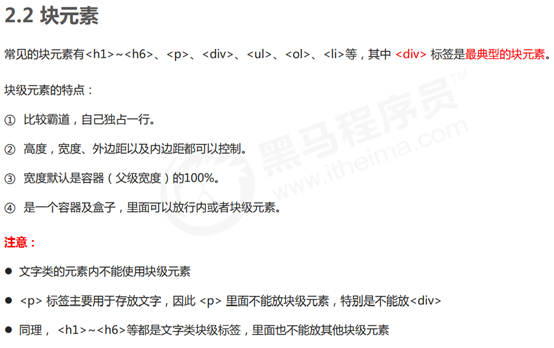 2.2 块元素
常见的块元素有<h1>~<h6>、<p>、<div>、<ul>、<ol>、<li>等，其中 <div> 标签是最典型的块元素。
块级元素的特点：
① 比较霸道，自己独占一行。
② 高度，宽度、外边距以及内边距都可以控制。
③ 宽度默认是容器（父级宽度）的100%。
④ 是一个容器及盒子，里面可以放行内或者块级元素。
注意：
● 文字类的元素内不能使用块级元素
● <p> 标签主要用于存放文字，因此 <p> 里面不能放块级元素，特别是不能放<div>
● 同理， <h1>~<h6>等都是文字类块级标签，里面也不能放其他块级元素
黑马程序员™
www.itheima.com